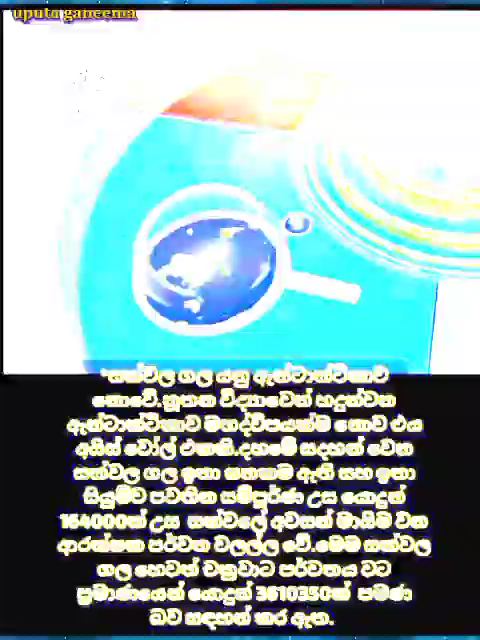 uputa ganeema
"සක්වල ගල යනු ඇන්ටාක්ටිකාව
නොවේ.නූතන විද්‍යාවෙන් හදුන්වන
ඇන්ටාක්ටිකාව මහද්වීපයක්ම නොව එය
අයිස් වෝල් එකකි.දහමේ සදහන් වෙන
සක්වල ගල ඉතා ඝනකම ඇති සහ ඉතා
සියුම්ව පවතින සම්පූර්ණ උස යොදුන්
164000ක් උස සක්වලේ අවසන් මායිම වන
ආරක්ෂක පර්වත වලල්ල වේ.මෙම සක්වල
ගල හෙවත් චක්‍රවාට පර්වතය වට
ප්‍රමාණයෙන් යොදුන් 3610350ක් පමණ
බව සඳහන් කර ඇත.